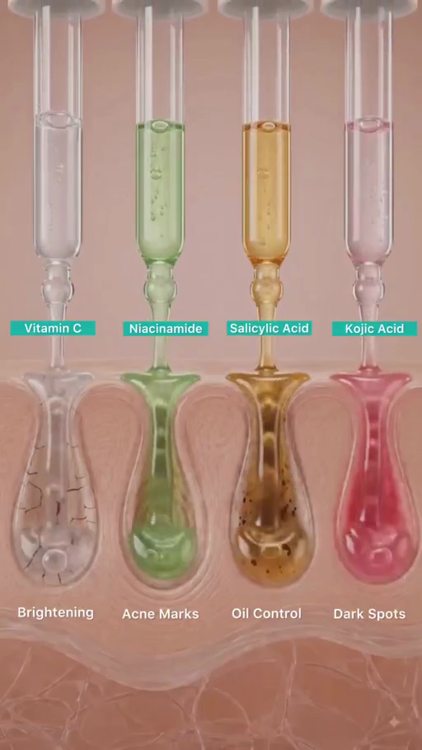 Vitamin C
Niacinamide
Salicylic Acid
Kojic Acid
Brightening
Acne Marks
Oil Control
Dark Spots